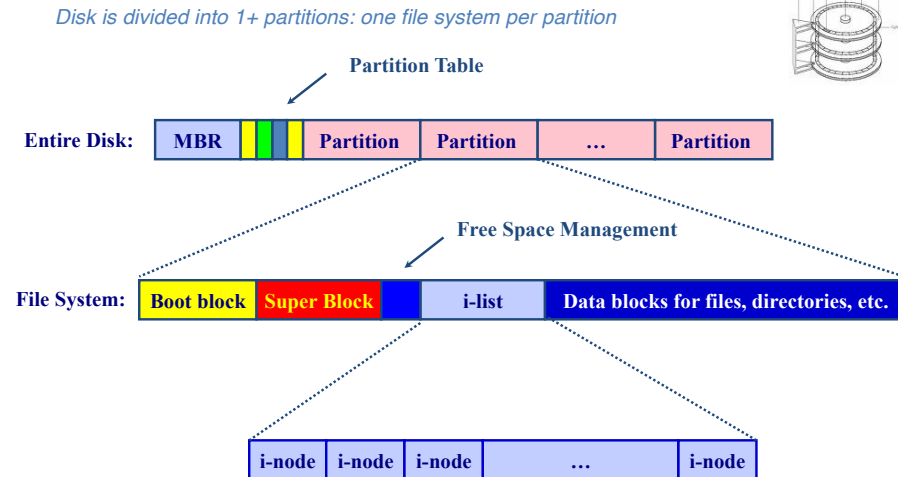 Disk is divided into 1+ partitions: one file system per partition
Partition Table
Entire Disk: MBR Partition Partition … Partition
Free Space Management
File System: Boot block Super Block i-list Data blocks for files, directories, etc.
i-node i-node i-node … i-node